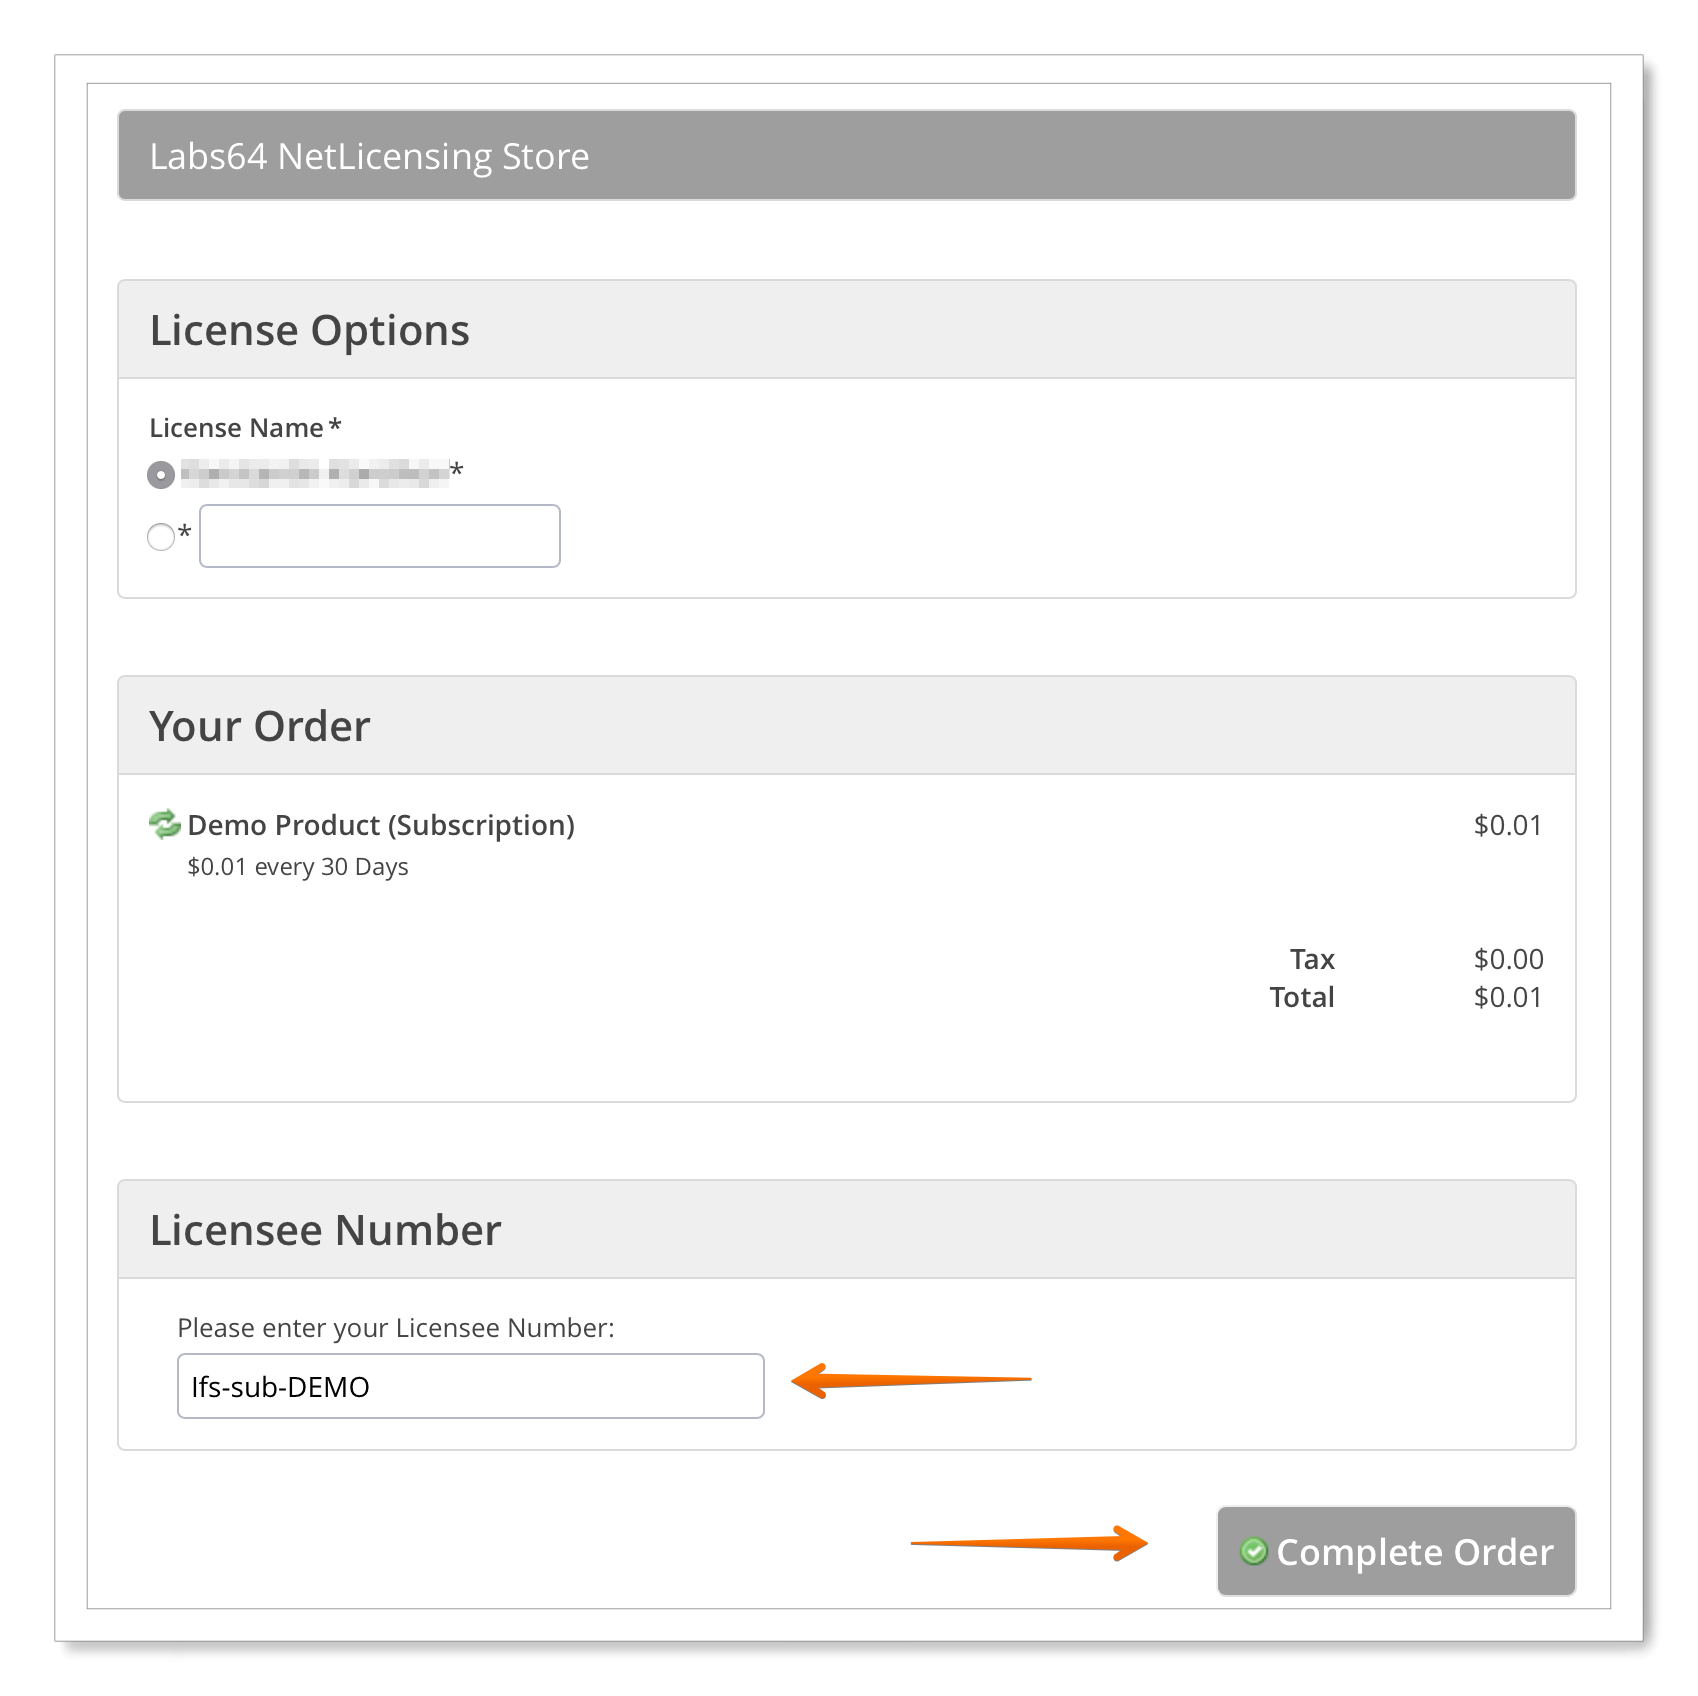 Labs64 NetLicensing Store
License Options
License Name *
*
*
Your Order
Demo Product (Subscription) $0.01
$0.01 every 30 Days
Tax $0.00
Total $0.01
Licensee Number
Please enter your Licensee Number:
lfs-sub-DEMO
Complete Order